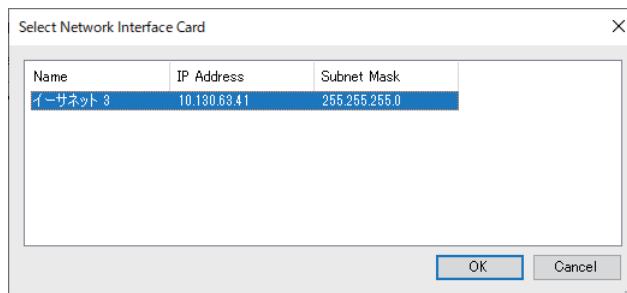 Select Network Interface Card
Name IP Address Subnet Mask
イーサネット 3 10.130.63.41 255.255.255.0
OK Cancel